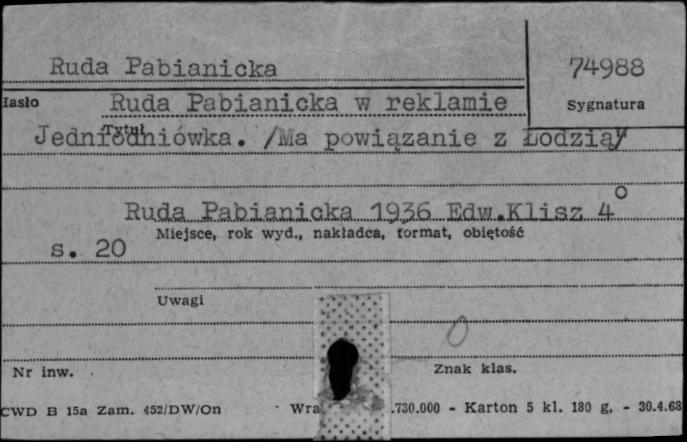 Ruda Pabianicka
74988
Hasło
Ruda Pabianicka w reklamie
Sygnatura
Tytuł
Jednodniówka. /Ma powiązanie z Łodzią/
Ruda Pabianicka 1936 Edw.Klisz 4°
Miejsce, rok wyd., nakładca, format, objętość
s. 20
Uwagi
0
Nr inw.
Znak klas.
CWD B 15a Zam. 452/DW/On
.730.000 - Karton 5 kl. 180 g. - 30.4.68